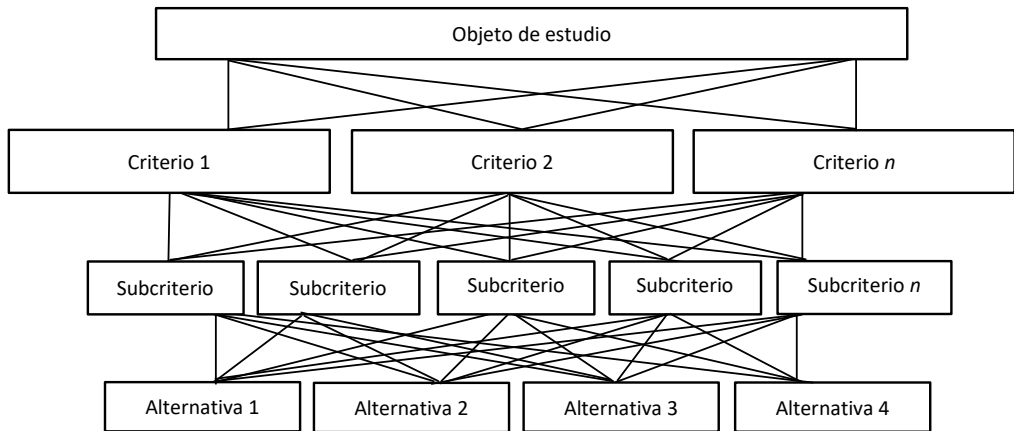 Objeto de estudio
Criterio 1
Criterio 2
Criterio n
Subcriterio
Subcriterio
Subcriterio
Subcriterio
Subcriterio n
Alternativa 1
Alternativa 2
Alternativa 3
Alternativa 4